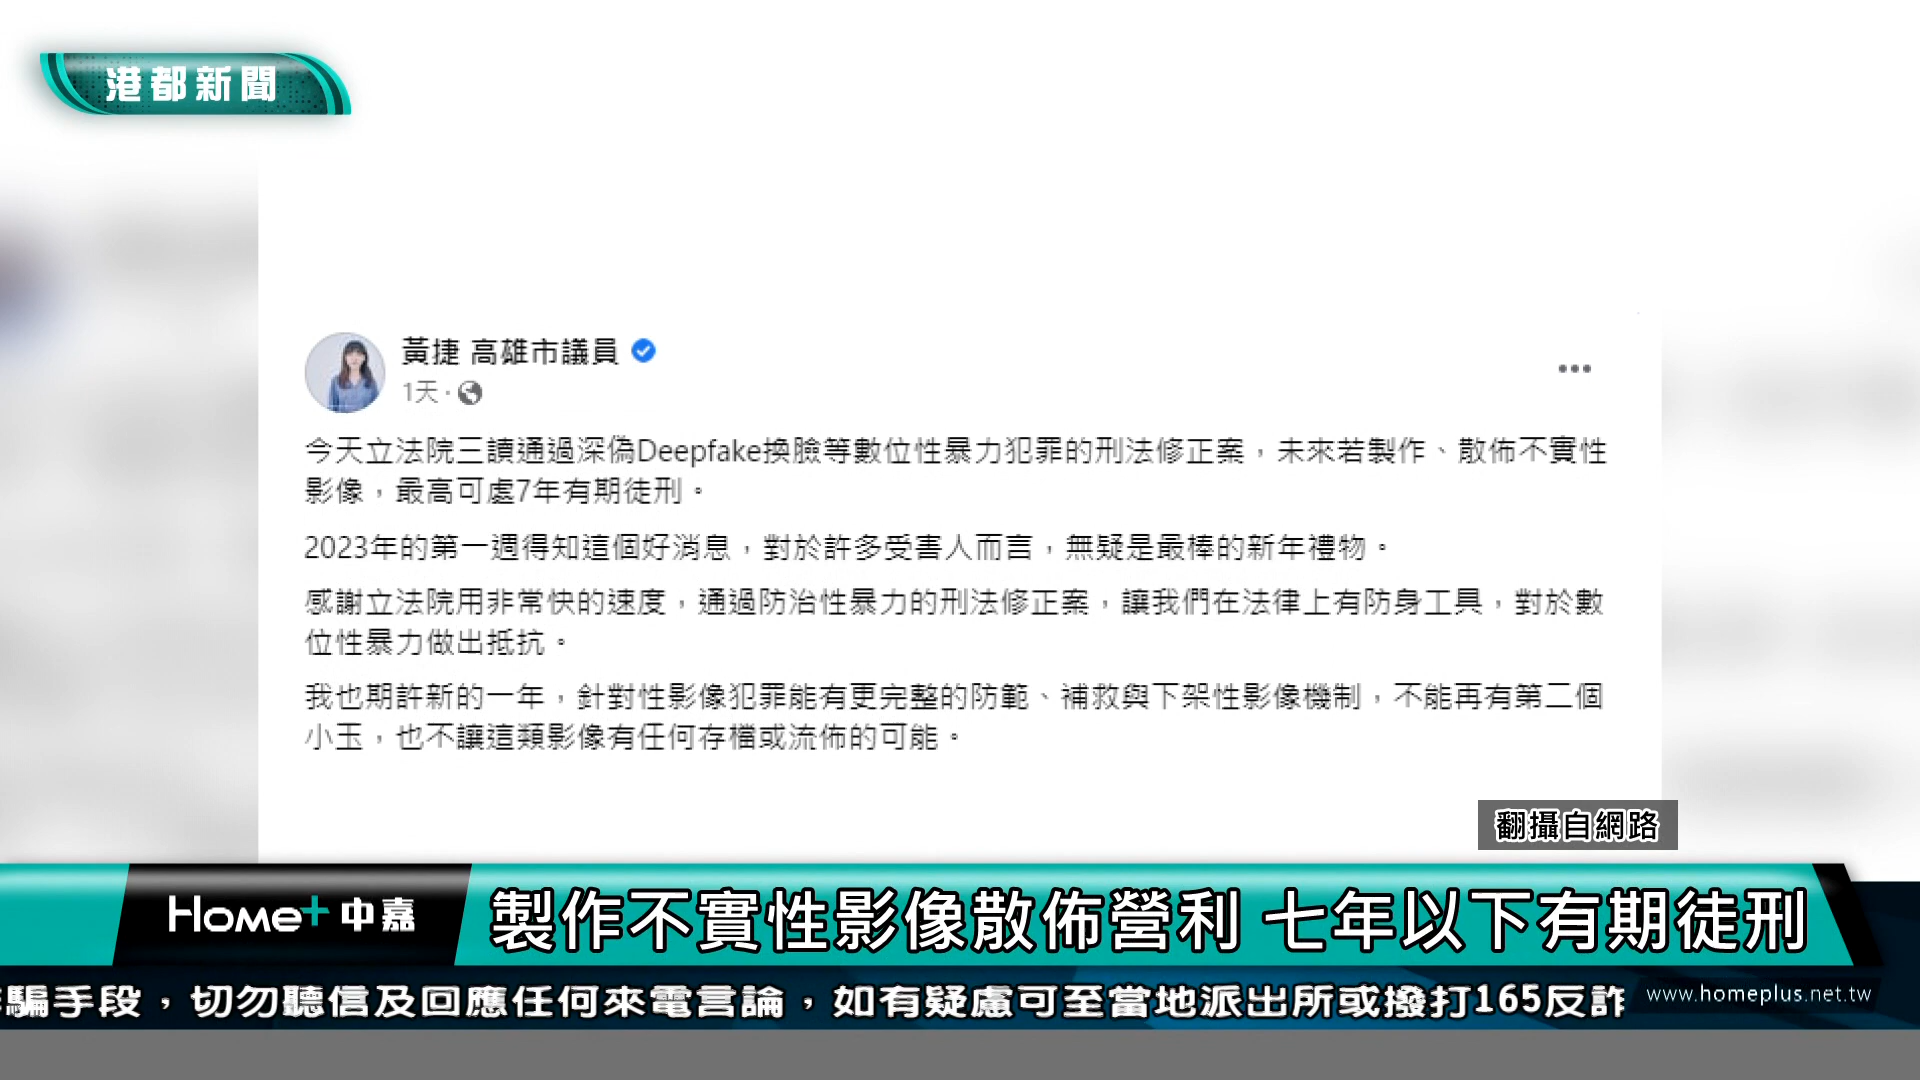 港都新聞
黃捷 高雄市議員
1天
今天立法院三讀通過深偽Deepfake換臉等數位性暴力犯罪的刑法修正案，未來若製作、散佈不實性
影像，最高可處7年有期徒刑。
2023年的第一週得知這個好消息，對於許多受害人而言，無疑是最棒的新年禮物。
感謝立法院用非常快的速度，通過防治性暴力的刑法修正案，讓我們在法律上有防身工具，對於數
位性暴力做出抵抗。
我也期許新的一年，針對性影像犯罪能有更完整的防範、補救與下架性影像機制，不能再有第二個
小玉，也不讓這類影像有任何存檔或流佈的可能。
翻攝自網路
Home+中嘉
製作不實性影像散佈營利 七年以下有期徒刑
騙手段，切勿聽信及回應任何來電言論，如有疑慮可至當地派出所或撥打165反詐
www.homeplus.net.tw